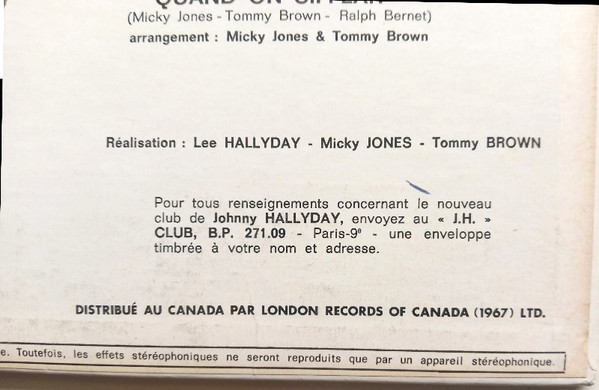 QUAND ON
(Micky Jones - Tommy Brown - Ralph Bernet)
arrangement : Micky Jones & Tommy Brown
Réalisation : Lee HALLYDAY - Micky JONES - Tommy BROWN
Pour tous renseignements concernant le nouveau
club de Johnny HALLYDAY, envoyez au « J.H. »
CLUB, B.P. 271.09 - Paris-9e - une enveloppe
timbrée à votre nom et adresse.
DISTRIBUÉ AU CANADA PAR LONDON RECORDS OF CANADA (1967) LTD.
e. Toutefois, les effets stéréophoniques ne seront reproduits que par un appareil stéréophonique.